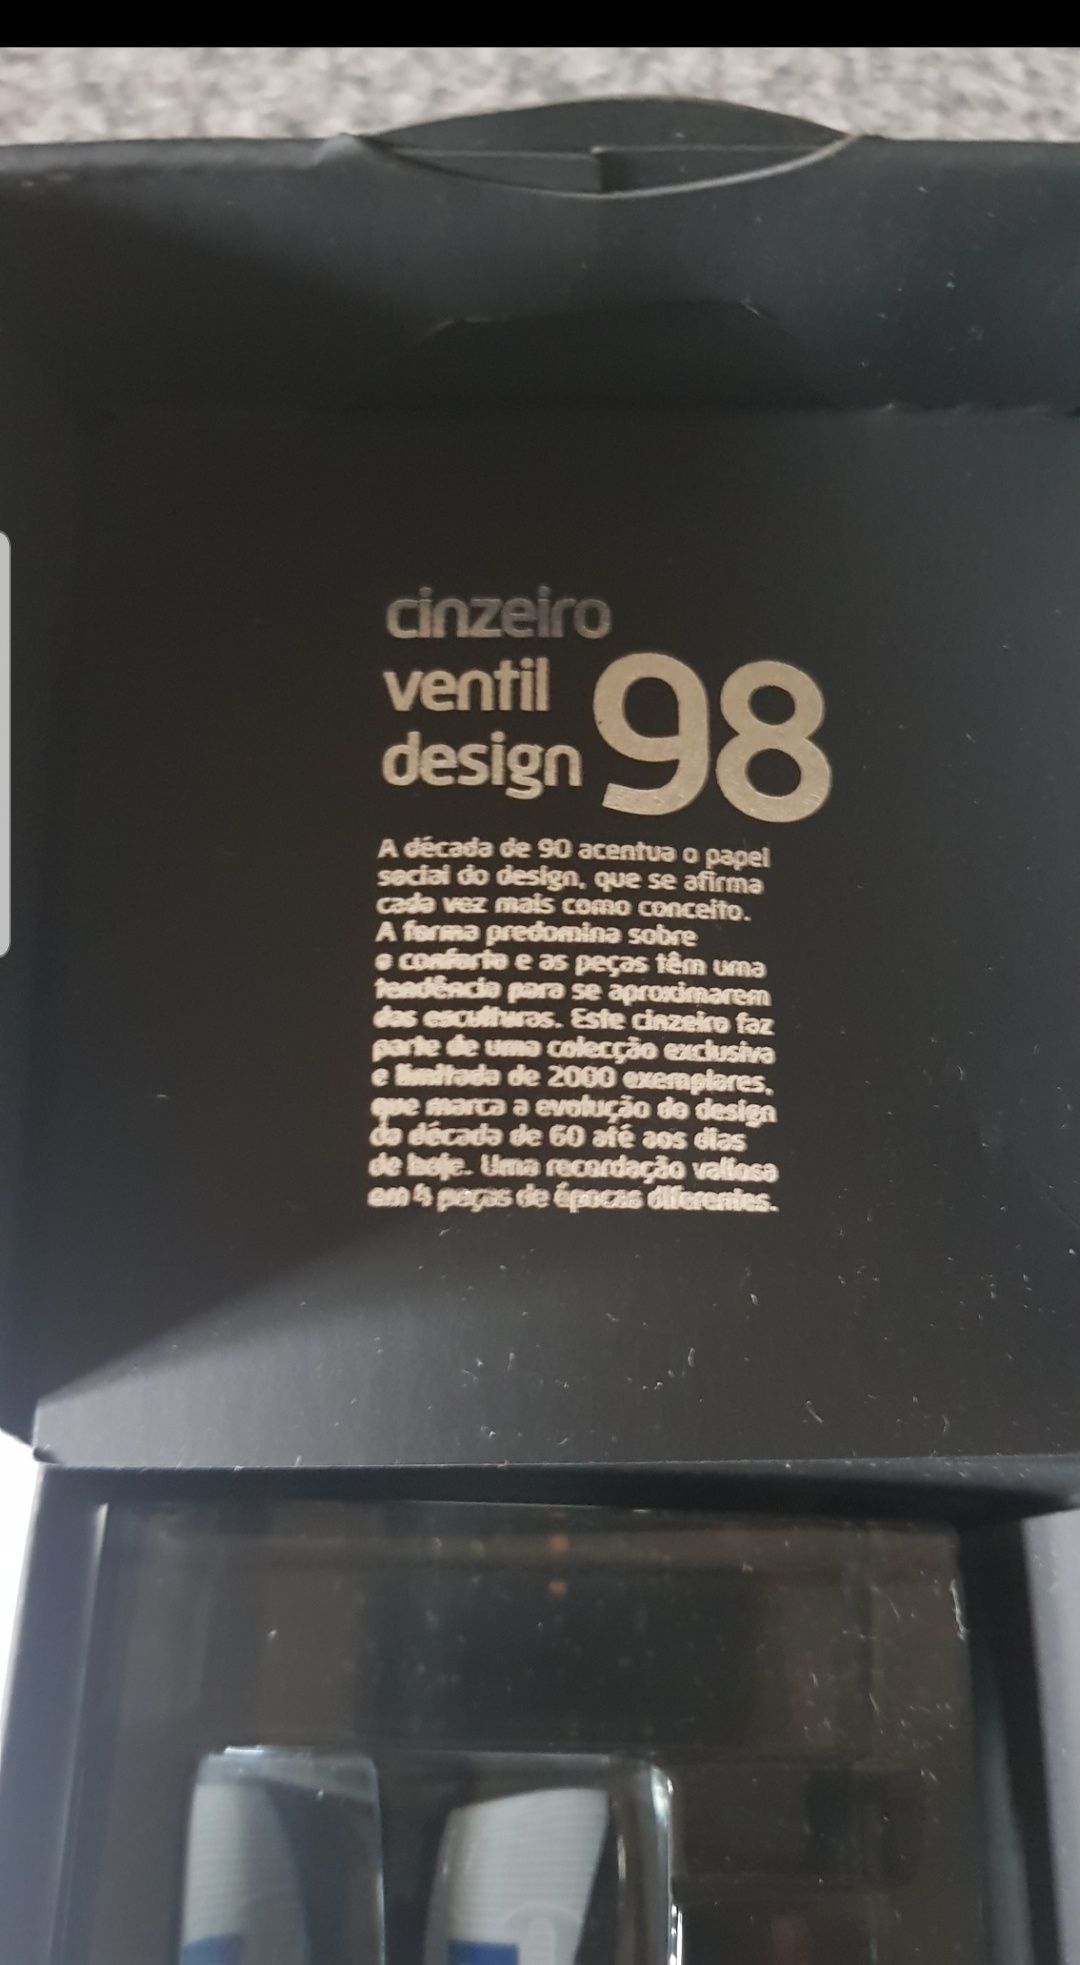 cinzeiro
ventil
design 98
A década de 90 acentua o papel
social do design, que se afirma
cada vez mais como conceito.
A forma predomina sobre
o conforto e as peças têm uma
tendência para se aproximarem
das esculturas. Este cinzeiro faz
parte de uma colecção exclusiva
e limitada de 2000 exemplares,
que marca a evolução do design
da década de 60 até aos dias
de hoje. Uma recordação valiosa
em 4 peças de épocas diferentes.